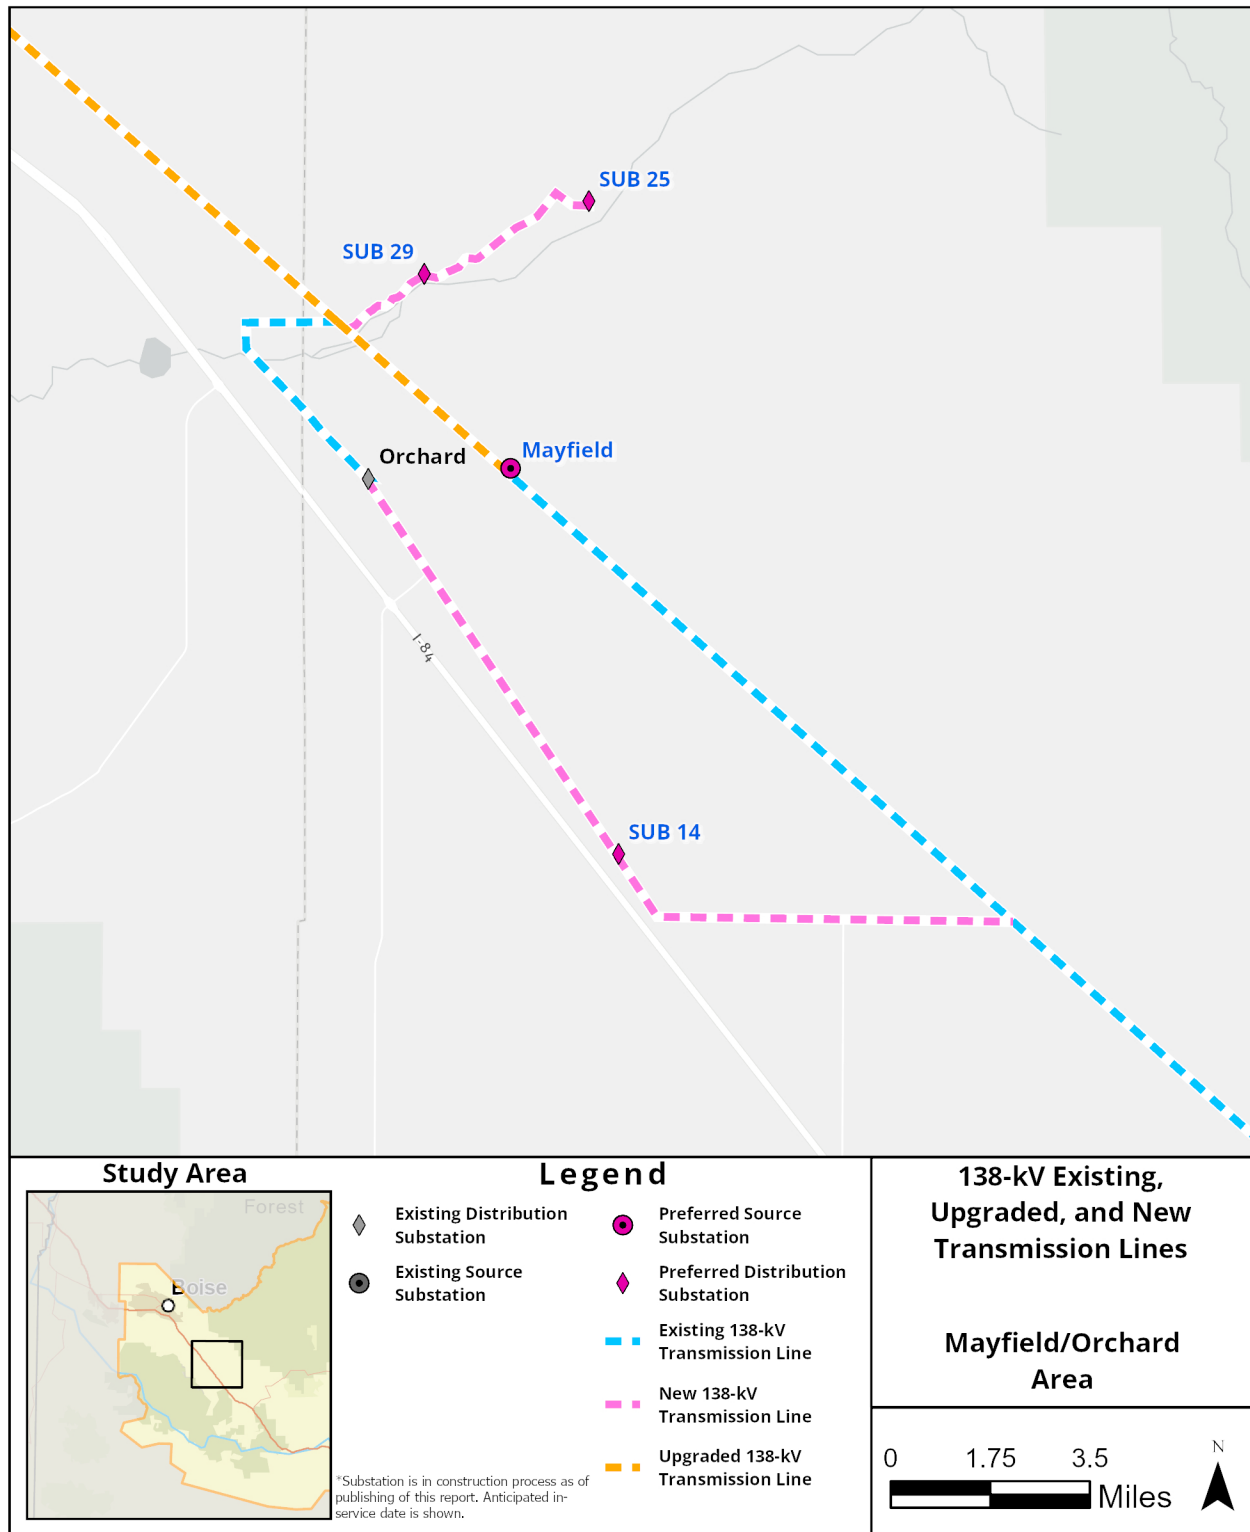 SUB 25
SUB 29
Orchard
Mayfield
I-84
SUB 14
Study Area
Forest
Boise
Legend
Existing Distribution
Substation
Existing Source
Substation
Preferred Source
Substation
Preferred Distribution
Substation
Existing 138-kV
Transmission Line
New 138-kV
Transmission Line
Upgraded 138-kV
Transmission Line
*Substation is in construction process as of
publishing of this report. Anticipated in-
service date is shown.
138-kV Existing,
Upgraded, and New
Transmission Lines
Mayfield/Orchard
Area
0 1.75 3.5
Miles
N